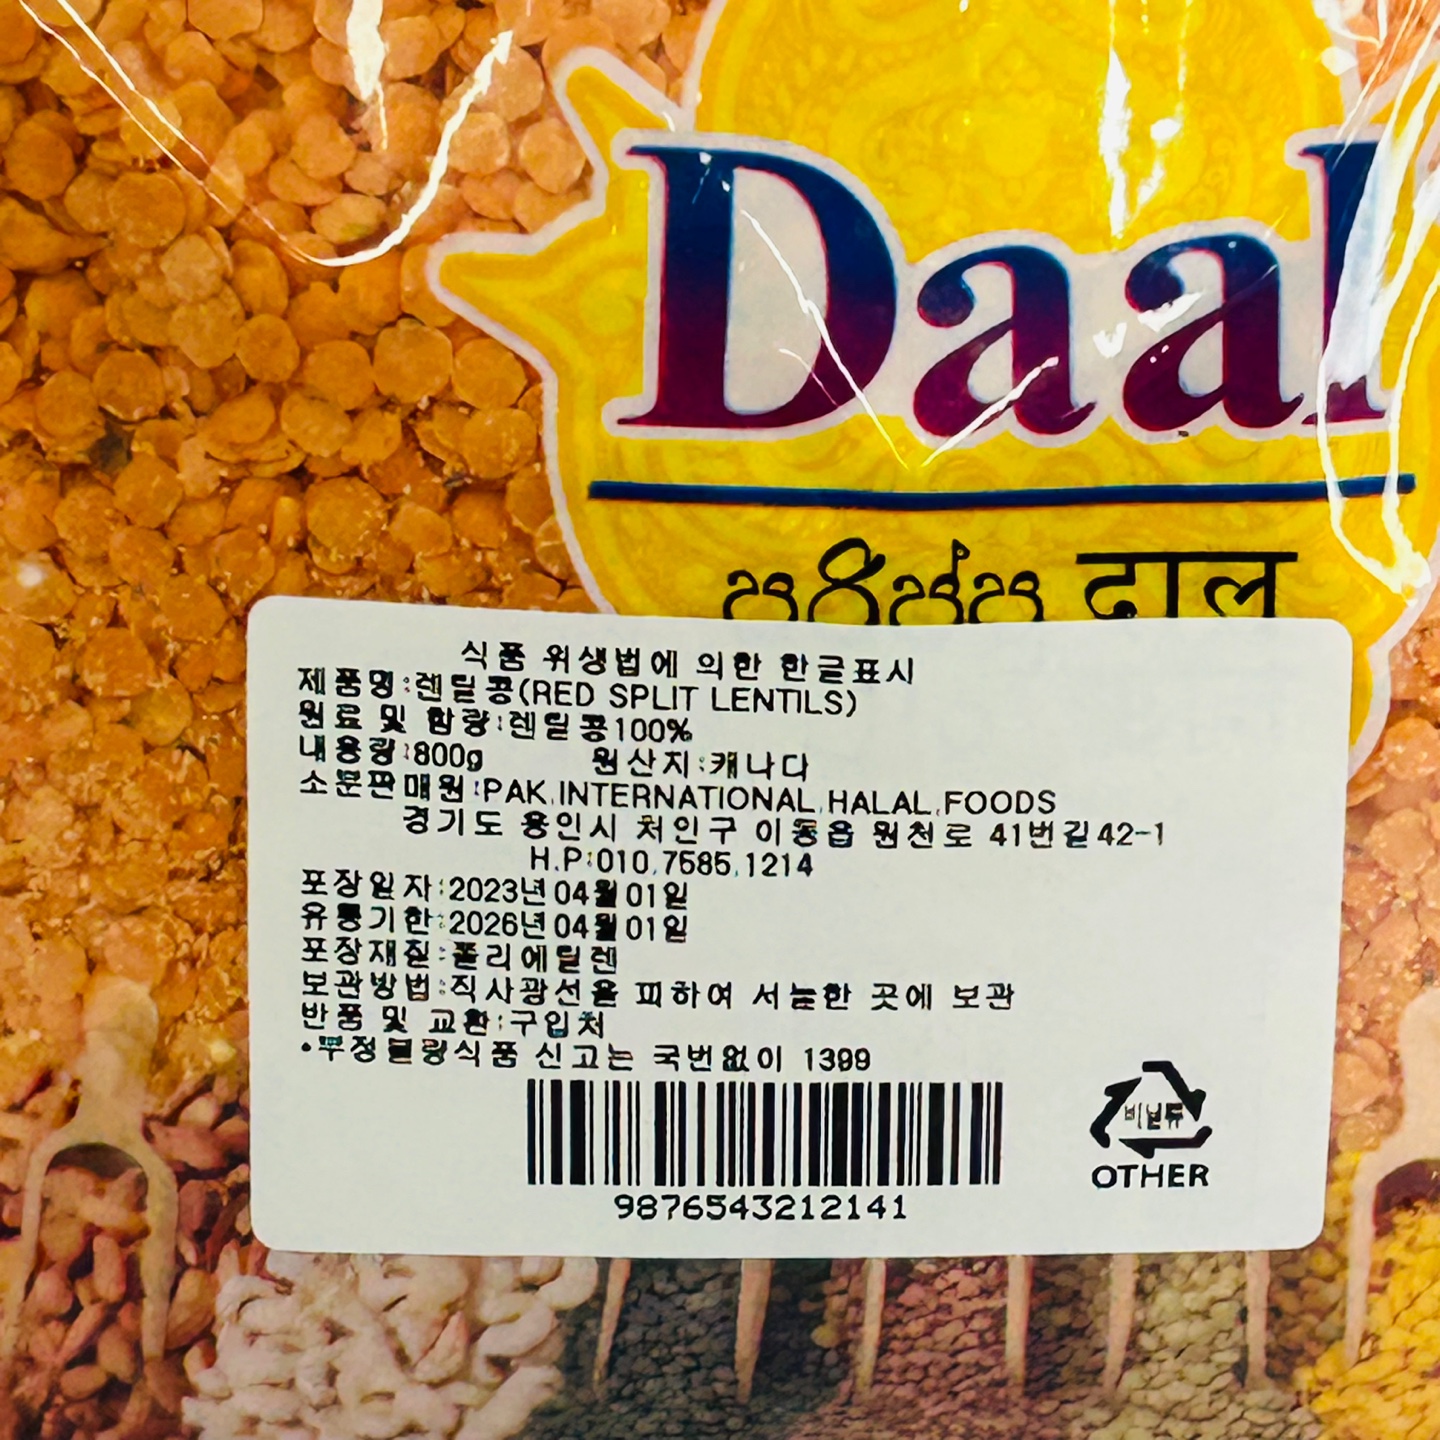 Daal
පරිප්පු दाल
식품 위생법에 의한 한글표시
제품명:렌틸콩(RED SPLIT LENTILS)
원료 및 함량:렌틸콩100%
내용량:800g 원산지:캐나다
소분판매원:PAK.INTERNATIONAL.HALAL.FOODS
경기도 용인시 처인구 이동읍 원천로 41번길42-1
H.P:010.7585.1214
포장일자:2023년04월01일
유통기한:2026년04월01일
포장재질:폴리에틸렌
보관방법:직사광선을 피하여 서늘한 곳에 보관
반품 및 교환:구입처
*부정불량식품 신고는 국번없이 1399
9876543212141
비닐류
OTHER